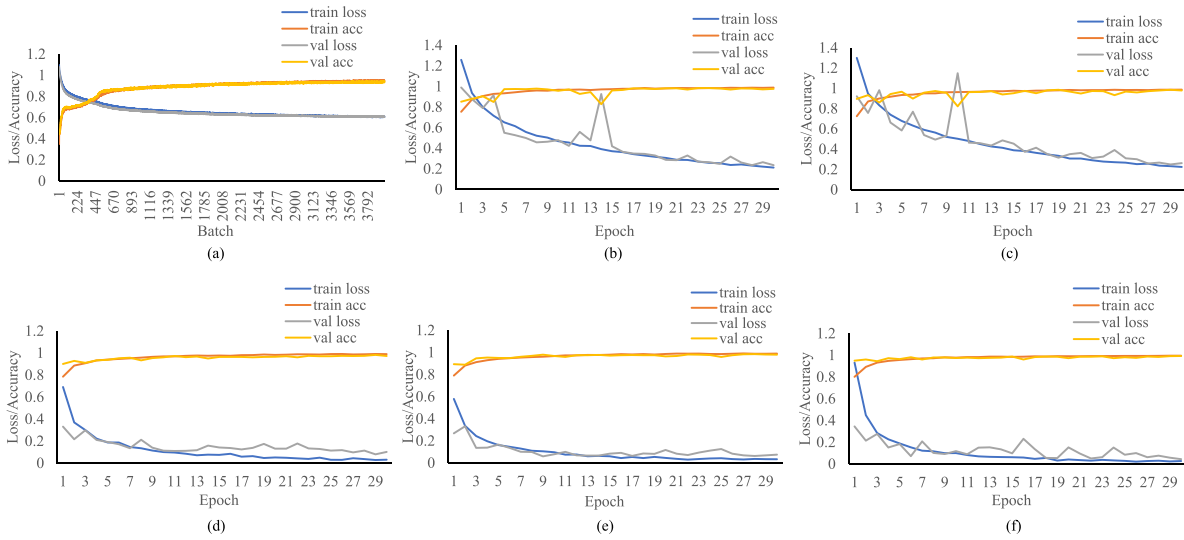 train loss
train acc
val loss
val acc
1.2
1
0.8
0.6
0.4
0.2
0
Loss/Accuracy
1 224 447 670 893 1116 1339 1562 1785 2008 2231 2454 2677 2900 3123 3346 3569 3792
Batch
(a)
train loss
train acc
val loss
val acc
1.4
1.2
1
0.8
0.6
0.4
0.2
0
Loss/Accuracy
1 3 5 7 9 11 13 15 17 19 21 23 25 27 29
Epoch
(b)
train loss
train acc
val loss
val acc
1.4
1.2
1
0.8
0.6
0.4
0.2
0
Loss/Accuracy
1 3 5 7 9 11 13 15 17 19 21 23 25 27 29
Epoch
(c)
train loss
train acc
val loss
val acc
1.2
1
0.8
0.6
0.4
0.2
0
Loss/Accuracy
1 3 5 7 9 11 13 15 17 19 21 23 25 27 29
Epoch
(d)
train loss
train acc
val loss
val acc
1.2
1
0.8
0.6
0.4
0.2
0
Loss/Accuracy
1 3 5 7 9 11 13 15 17 19 21 23 25 27 29
Epoch
(e)
train loss
train acc
val loss
val acc
1.2
1
0.8
0.6
0.4
0.2
0
Loss/Accuracy
1 3 5 7 9 11 13 15 17 19 21 23 25 27 29
Epoch
(f)